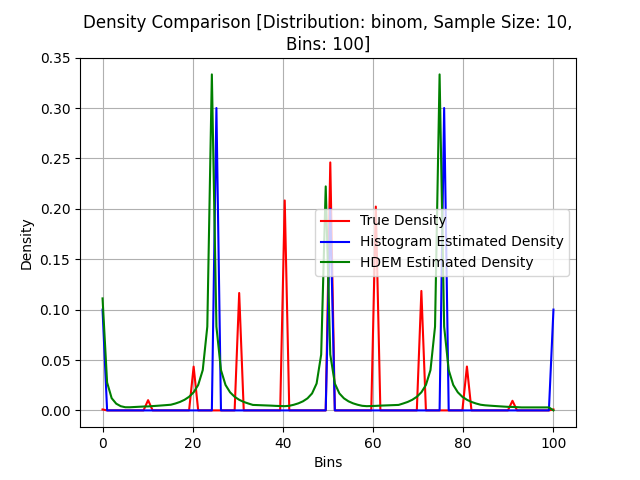 Density Comparison [Distribution: binom, Sample Size: 10,
Bins: 100]
Density
0.35
0.30
0.25
0.20
0.15
0.10
0.05
0.00
True Density
Histogram Estimated Density
HDEM Estimated Density
0 20 40 60 80 100
Bins